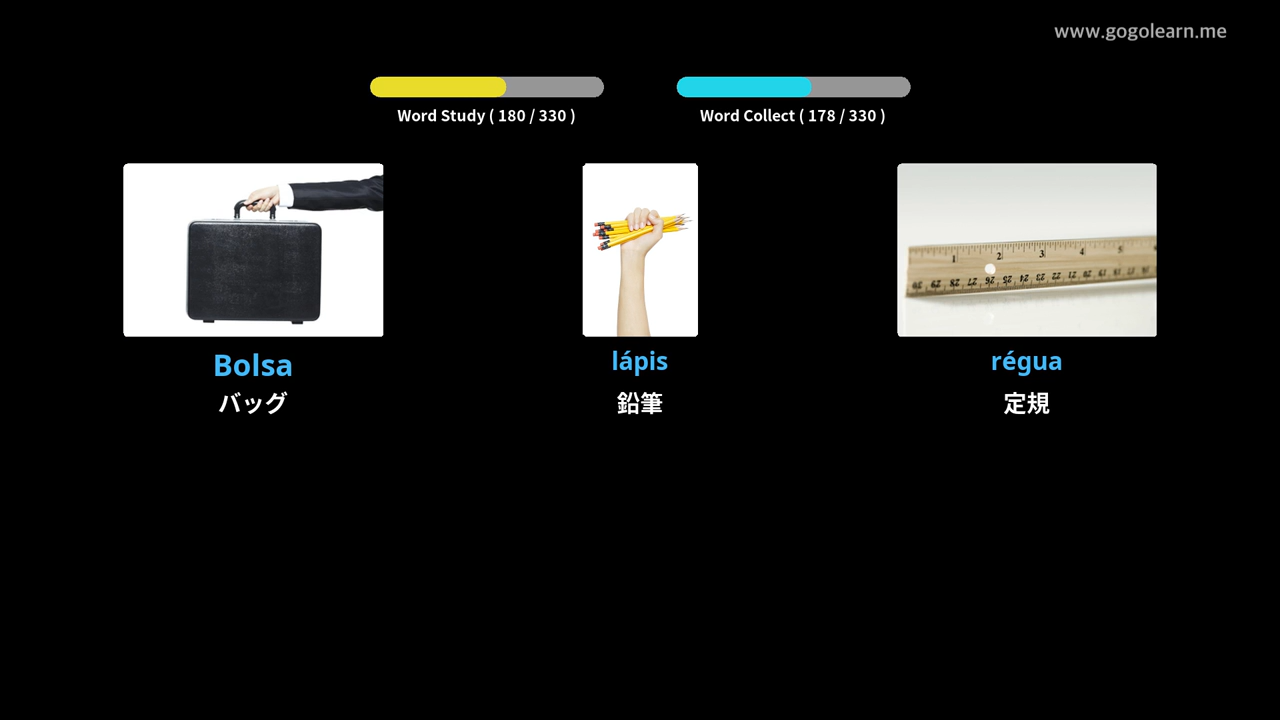 www.gogolearn.me
Word Study ( 180 / 330 )
Word Collect ( 178 / 330 )
Bolsa
バッグ
lápis
鉛筆
régua
定規